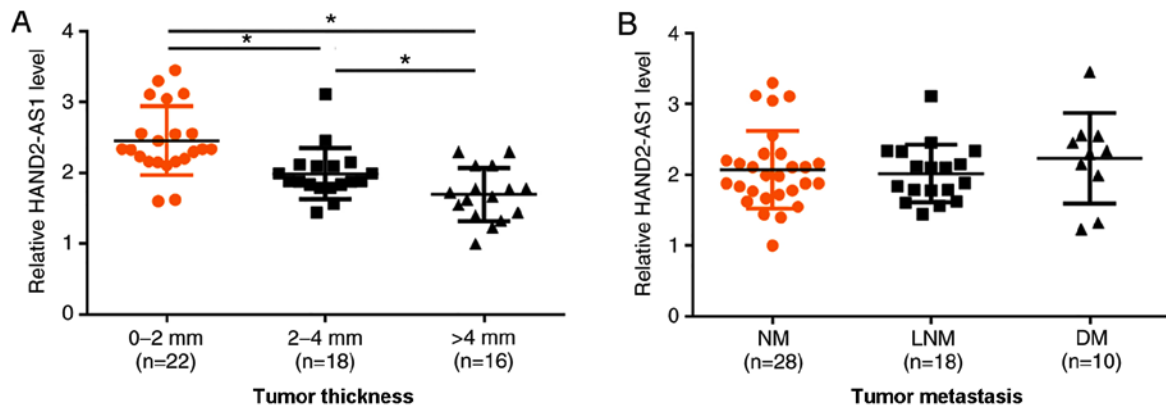 A
Relative HAND2-AS1 level
4
3
2
1
0
*
*
*
0–2 mm
(n=22)
2–4 mm
(n=18)
>4 mm
(n=16)
Tumor thickness
B
Relative HAND2-AS1 level
4
3
2
1
0
NM
(n=28)
LNM
(n=18)
DM
(n=10)
Tumor metastasis